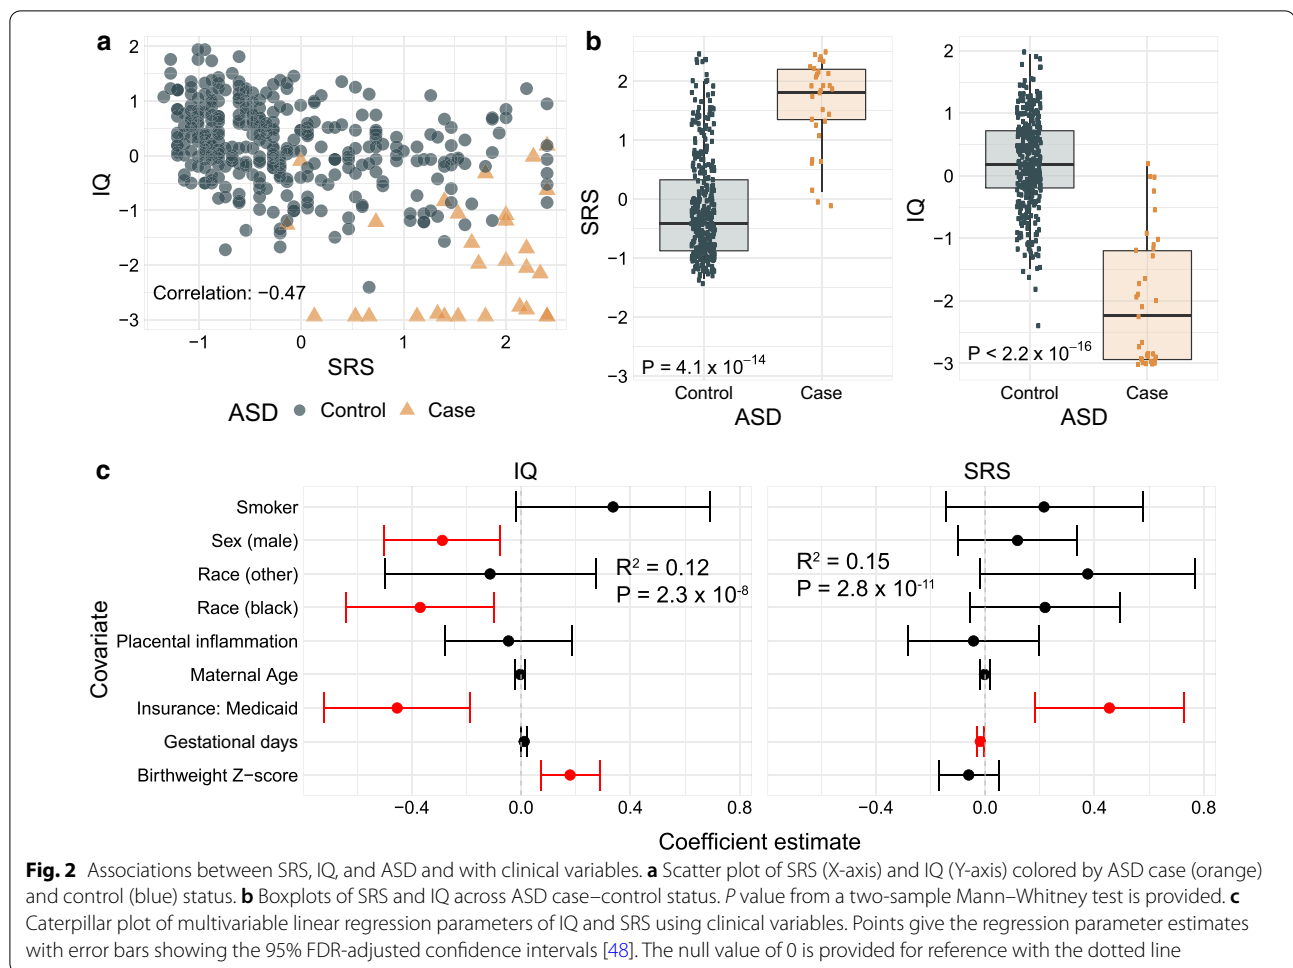 a
2
1
0
−1
−2
−3
IQ
Correlation: −0.47
−1
0
1
2
SRS
ASD Control Case
b
2
1
0
−1
−2
−3
SRS
P = 4.1 x 10⁻¹⁴
Control
Case
ASD
2
1
0
−1
−2
−3
IQ
P < 2.2 x 10⁻¹⁶
Control
Case
ASD
c
IQ
SRS
Covariate
Smoker
Sex (male)
Race (other)
Race (black)
Placental inflammation
Maternal Age
Insurance: Medicaid
Gestational days
Birthweight Z−score
R² = 0.12
P = 2.3 x 10⁻⁸
R² = 0.15
P = 2.8 x 10⁻¹¹
−0.4
0.0
0.4
0.8
−0.4
0.0
0.4
0.8
Coefficient estimate
Fig. 2 Associations between SRS, IQ, and ASD and with clinical variables. a Scatter plot of SRS (X-axis) and IQ (Y-axis) colored by ASD case (orange)
and control (blue) status. b Boxplots of SRS and IQ across ASD case–control status. P value from a two-sample Mann–Whitney test is provided. c
Caterpillar plot of multivariable linear regression parameters of IQ and SRS using clinical variables. Points give the regression parameter estimates
with error bars showing the 95% FDR-adjusted confidence intervals [48]. The null value of 0 is provided for reference with the dotted line